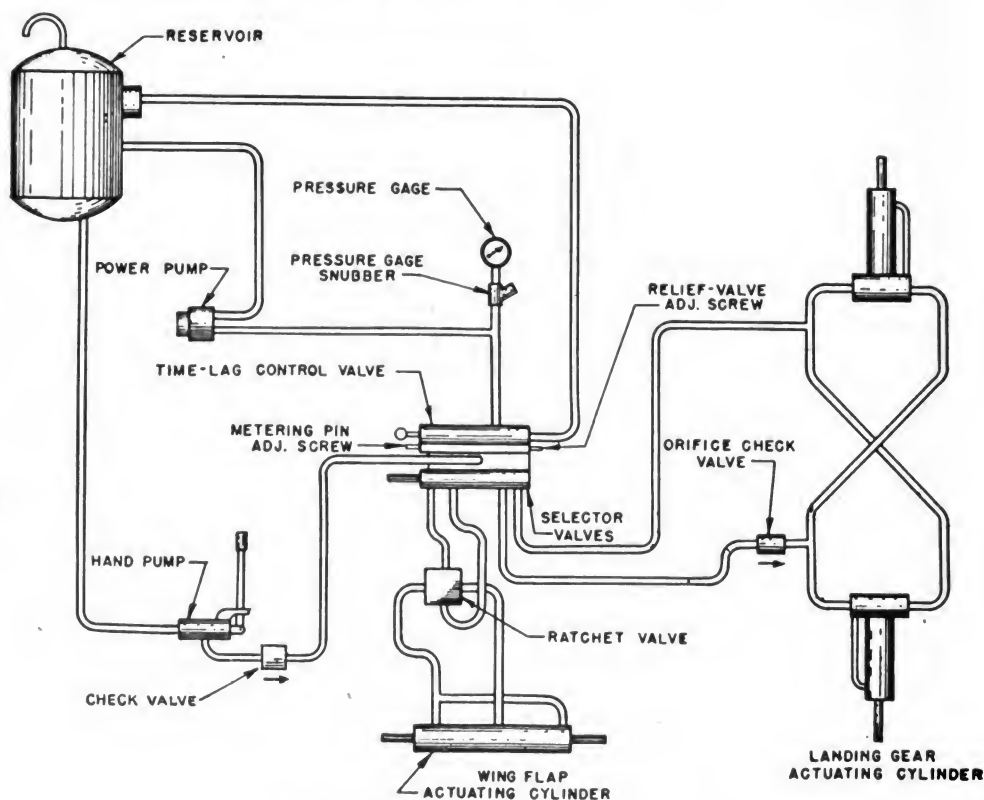 RESERVOIR
PRESSURE GAGE
POWER PUMP
PRESSURE GAGE
SNUBBER
RELIEF-VALVE
ADJ. SCREW
TIME-LAG CONTROL VALVE
METERING PIN
ADJ. SCREW
ORIFICE CHECK
VALVE
SELECTOR
VALVES
HAND PUMP
RATCHET VALVE
CHECK VALVE
LANDING GEAR
ACTUATING CYLINDER
WING FLAP
ACTUATING CYLINDER